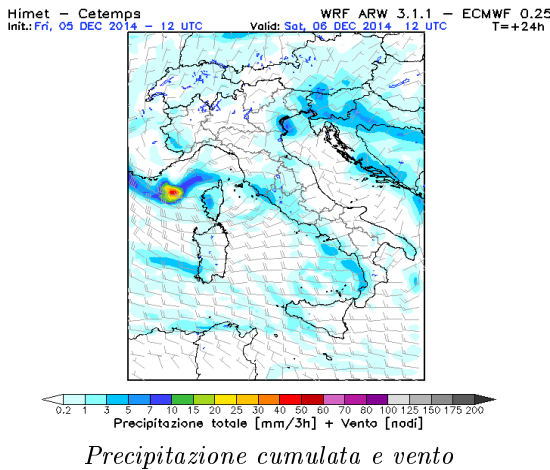 Himet – Cetemps WRF ARW 3.1.1 – ECMWF 0.25
Init.: Fri, 05 DEC 2014 – 12 UTC Valid: Sat, 06 DEC 2014 12 UTC T=+24h
0.2 1 3 5 7 10 15 20 25 30 40 50 60 70 80 90 100 125 150 175 200
Precipitazione totale [mm/3h] + Vento [nodi]
Precipitazione cumulata e vento